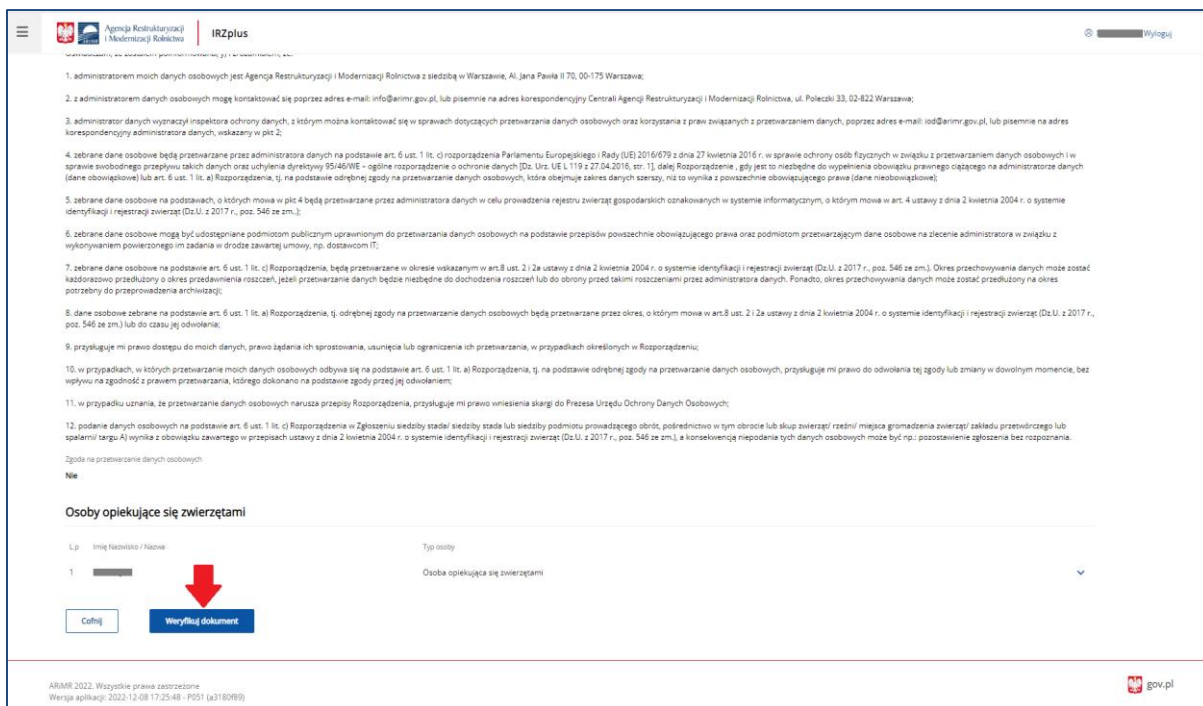 Agencja Restrukturyzacji
i Modernizacji Rolnictwa
IRZplus
Wyloguj
Oświadczam, że zostałem poinformowana/y, i zrozumiałem, że:
1. administratorem moich danych osobowych jest Agencja Restrukturyzacji i Modernizacji Rolnictwa z siedzibą w Warszawie, Al. Jana Pawła II 70, 00-175 Warszawa;
2. z administratorem danych osobowych mogę kontaktować się poprzez adres e-mail: info@arimr.gov.pl, lub pisemnie na adres korespondencyjny Centrali Agencji Restrukturyzacji i Modernizacji Rolnictwa, ul. Poleczki 33, 02-822 Warszawa;
3. administrator danych wyznaczył inspektora ochrony danych, z którym można kontaktować się w sprawach dotyczących przetwarzania danych osobowych oraz korzystania z praw związanych z przetwarzaniem danych, poprzez adres e-mail: iod@arimr.gov.pl, lub pisemnie na adres
korespondencyjny administratora danych, wskazany w pkt 2;
4. zebrane dane osobowe będą przetwarzane przez administratora danych na podstawie art. 6 ust. 1 lit. c) rozporządzenia Parlamentu Europejskiego i Rady (UE) 2016/679 z dnia 27 kwietnia 2016 r. w sprawie ochrony osób fizycznych w związku z przetwarzaniem danych osobowych i w
sprawie swobodnego przepływu takich danych oraz uchylenia dyrektywy 95/46/WE – ogólne rozporządzenie o ochronie danych [Dz. Urz. UE L 119 z 27.04.2016, str. 1], dalej Rozporządzenie , gdy jest to niezbędne do wypełnienia obowiązku prawnego ciążącego na administratorze danych
(dane obowiązkowe) lub art. 6 ust. 1 lit. a) Rozporządzenia, tj. na podstawie odrębnej zgody na przetwarzanie danych osobowych, która obejmuje zakres danych szerszy, niż to wynika z powszechnie obowiązującego prawa (dane nieobowiązkowe);
5. zebrane dane osobowe na podstawach, o których mowa w pkt 4 będą przetwarzane przez administratora danych w celu prowadzenia rejestru zwierząt gospodarskich oznakowanych w systemie informatycznym, o którym mowa w art. 4 ustawy z dnia 2 kwietnia 2004 r. o systemie
identyfikacji i rejestracji zwierząt (Dz.U. z 2017 r., poz. 546 ze zm.,);
6. zebrane dane osobowe mogą być udostępniane podmiotom publicznym uprawnionym do przetwarzania danych osobowych na podstawie przepisów powszechnie obowiązującego prawa oraz podmiotom przetwarzającym dane osobowe na zlecenie administratora w związku z
wykonywaniem powierzonego im zadania w drodze zawartej umowy, np. dostawcom IT;
7. zebrane dane osobowe na podstawie art. 6 ust. 1 lit. c) Rozporządzenia, będą przetwarzane w okresie wskazanym w art.8 ust. 2 i 2a ustawy z dnia 2 kwietnia 2004 r. o systemie identyfikacji i rejestracji zwierząt (Dz.U. z 2017 r., poz. 546 ze zm.). Okres przechowywania danych może zostać
każdorazowo przedłużony o okres przedawnienia roszczeń, jeżeli przetwarzanie danych będzie niezbędne do dochodzenia roszczeń lub do obrony przed takimi roszczeniami przez administratora danych. Ponadto, okres przechowywania danych może zostać przedłużony na okres
potrzebny do przeprowadzenia archiwizacji;
8. dane osobowe zebrane na podstawie art. 6 ust. 1 lit. a) Rozporządzenia, tj. odrębnej zgody na przetwarzanie danych osobowych będą przetwarzane przez okres, o którym mowa w art.8 ust. 2 i 2a ustawy z dnia 2 kwietnia 2004 r. o systemie identyfikacji i rejestracji zwierząt (Dz.U. z 2017 r.,
poz. 546 ze zm.) lub do czasu jej odwołania;
9. przysługuje mi prawo dostępu do moich danych, prawo żądania ich sprostowania, usunięcia lub ograniczenia ich przetwarzania, w przypadkach określonych w Rozporządzeniu;
10. w przypadkach, w których przetwarzanie moich danych osobowych odbywa się na podstawie art. 6 ust. 1 lit. a) Rozporządzenia, tj. na podstawie odrębnej zgody na przetwarzanie danych osobowych, przysługuje mi prawo do odwołania tej zgody lub zmiany w dowolnym momencie, bez
wpływu na zgodność z prawem przetwarzania, którego dokonano na podstawie zgody przed jej odwołaniem;
11. w przypadku uznania, że przetwarzanie danych osobowych narusza przepisy Rozporządzenia, przysługuje mi prawo wniesienia skargi do Prezesa Urzędu Ochrony Danych Osobowych;
12. podanie danych osobowych na podstawie art. 6 ust. 1 lit. c) Rozporządzenia w Zgłoszeniu siedziby stada/ siedziby stada lub siedziby podmiotu prowadzącego obrót, pośrednictwo w tym obrocie lub skup zwierząt/ rzeźni/ miejsca gromadzenia zwierząt/ zakładu przetwórczego lub
spalarni/ targu A) wynika z obowiązku zawartego w przepisach ustawy z dnia 2 kwietnia 2004 r. o systemie identyfikacji i rejestracji zwierząt (Dz.U. z 2017 r., poz. 546 ze zm.), a konsekwencją niepodania tych danych osobowych może być np.: pozostawienie zgłoszenia bez rozpoznania.
Zgoda na przetwarzanie danych osobowych
Nie
Osoby opiekujące się zwierzętami
L.p Imię Nazwisko / Nazwa Typ osoby
1 Osoba opiekująca się zwierzętami
Cofnij Weryfikuj dokument
ARiMR 2022. Wszystkie prawa zastrzeżone
Wersja aplikacji: 2022-12-08 17:25:48 - P051 (a3180f89)
gov.pl